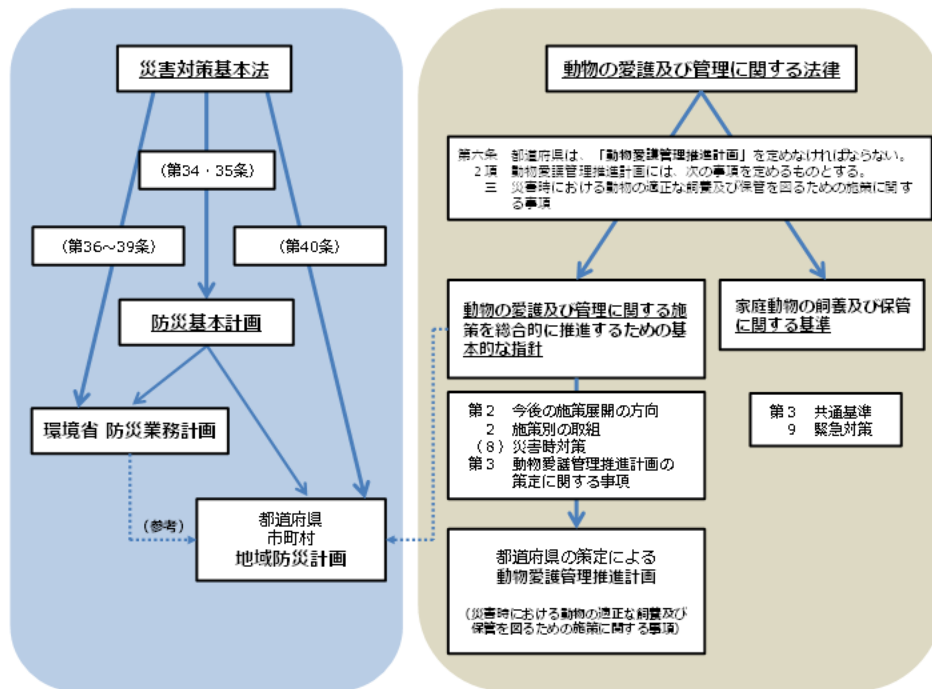 災害対策基本法
(第34・35条)
(第36～39条)
(第40条)
防災基本計画
環境省 防災業務計画
(参考)
都道府県
市町村
地域防災計画
動物の愛護及び管理に関する法律
第六条 都道府県は、「動物愛護管理推進計画」を定めなければならない。
2項 動物愛護管理推進計画には、次の事項を定めるものとする。
三 災害時における動物の適正な飼養及び保管を図るための施策に関す
る事項
動物の愛護及び管理に関する施
策を総合的に推進するための基
本的な指針
家庭動物の飼養及び保管
に関する基準
第2 今後の施策展開の方向
2 施策別の取組
(8)災害時対策
第3 動物愛護管理推進計画の
策定に関する事項
第3 共通基準
9 緊急対策
都道府県の策定による
動物愛護管理推進計画
(災害時における動物の適正な飼養及び
保管を図るための施策に関する事項)